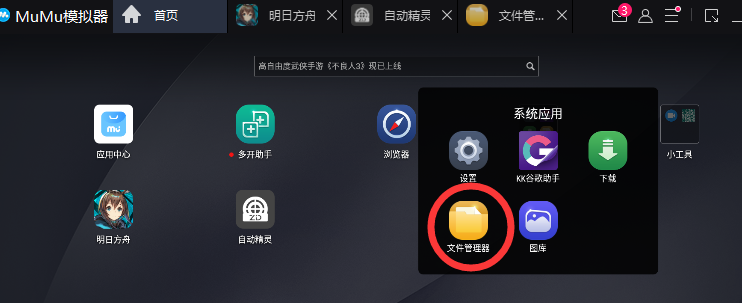 MuMu模拟器
首页
明日方舟
自动精灵
文件管...
3
高自由度武侠手游《不良人3》现已上线
系统应用
mu
应用中心
多开助手
浏览器
设置
KK谷歌助手
下载
小工具
明日方舟
ZD
自动精灵
文件管理器
图库